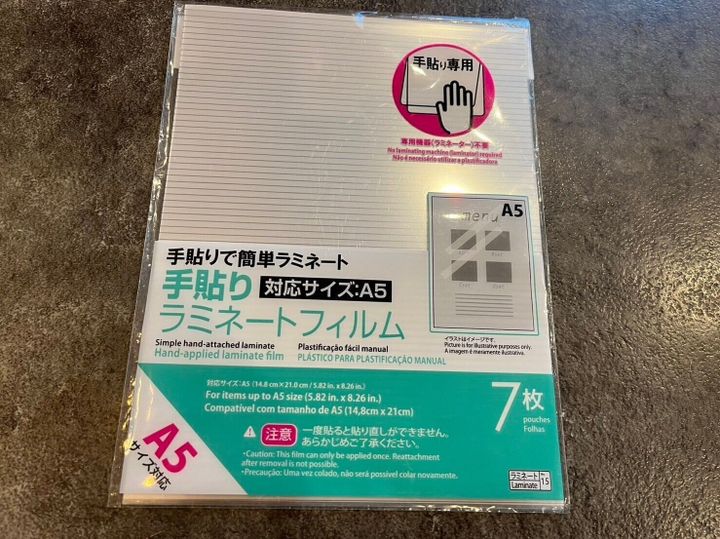 手貼り専用
専用機器(ラミネーター)不要
No laminating machine (laminator) required
Não é necessário utilizar a plastificadora
A5
menu
イラストはイメージです。
Picture is for illustrative purposes only.
A imagem é meramente ilustrativa.
手貼りで簡単ラミネート
手貼り 対応サイズ:A5
ラミネートフィルム
Simple hand-attached laminate
Hand-applied laminate film
Plastificação fácil manual
PLÁSTICO PARA PLASTIFICAÇÃO MANUAL
対応サイズ:A5 (14.8 cm×21.0 cm / 5.82 in. x 8.26 in.)
For items up to A5 size (5.82 in. x 8.26 in.)
Compatível com tamanho de A5 (14,8cm x 21cm)
7枚
pouches
Folhas
注意 一度貼ると貼り直しができません。
あらかじめご了承ください。
•Caution: This film can only be applied once. Reattachment
after removal is not possible.
•Precaução: Uma vez colado, não será possível colar novamente.
A5
サイズ対応
ラミネート
Laminate
No.
15